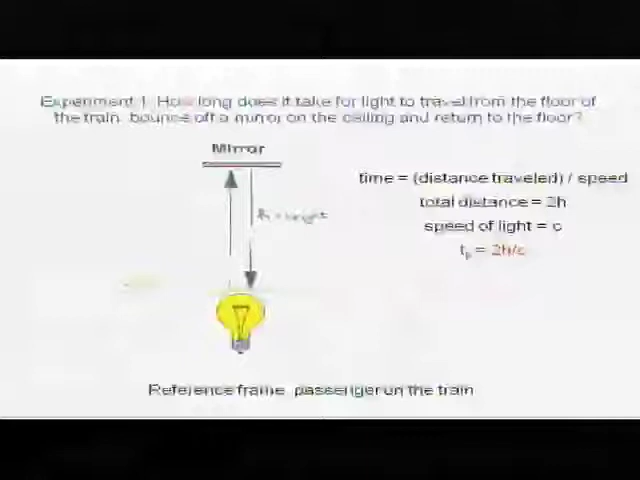 Experiment 1: How long does it take for light to travel from the floor of
the train, bounce off a mirror on the ceiling and return to the floor?
Mirror
h = height
time = (distance traveled) / speed
total distance = 2h
speed of light = c
tₚ = 2h/c
Reference frame: passenger on the train